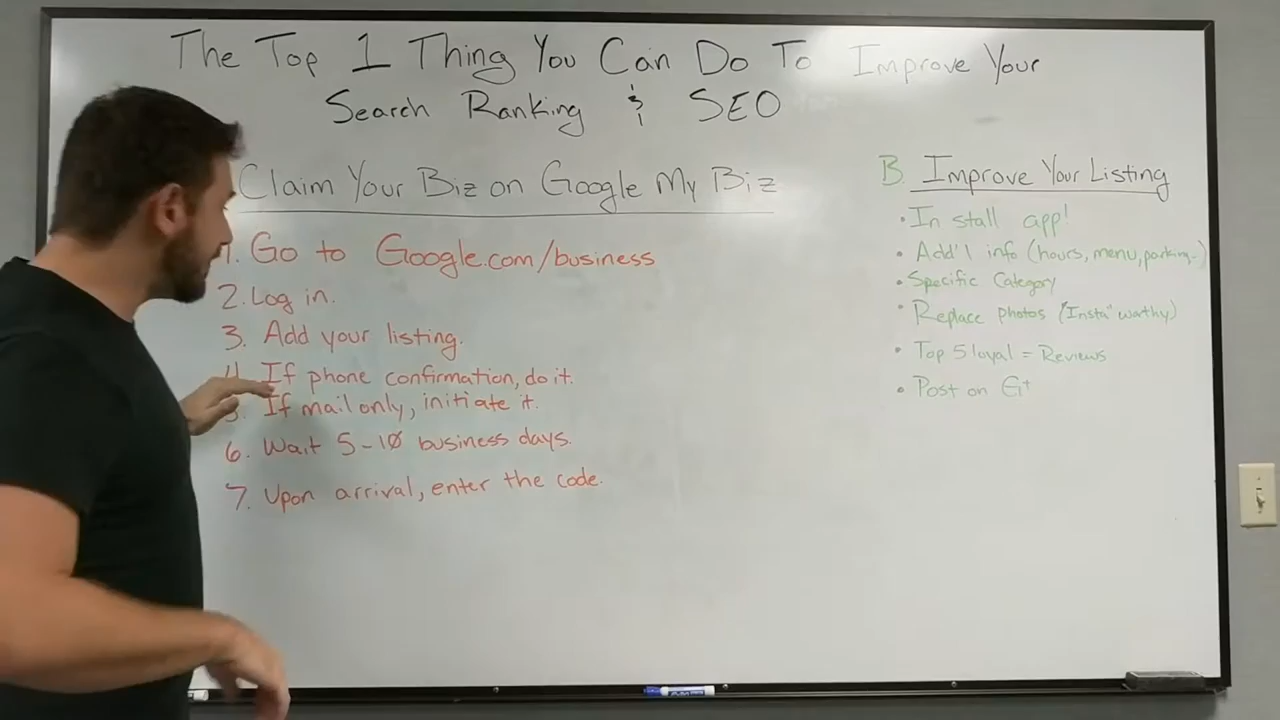 The Top 1 Thing You Can Do To Improve Your
Search Ranking & SEO
Claim Your Biz on Google My Biz
1. Go to Google.com/business
2. Log in.
3. Add your listing.
4. If phone confirmation, do it.
5. If mail only, initiate it.
6. Wait 5-10 business days.
7. Upon arrival, enter the code.
B. Improve Your Listing
• In stall app!
• Add'l info (hours, menu, parking..)
• Specific Category
• Replace photos ("Insta" worthy)
• Top 5 loyal = Reviews
• Post on G+